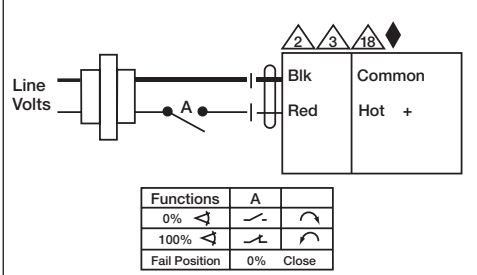 2 3 18
Line Volts
A
Blk Common
Red Hot +
Functions A
0%
100%
Fail Position 0% Close